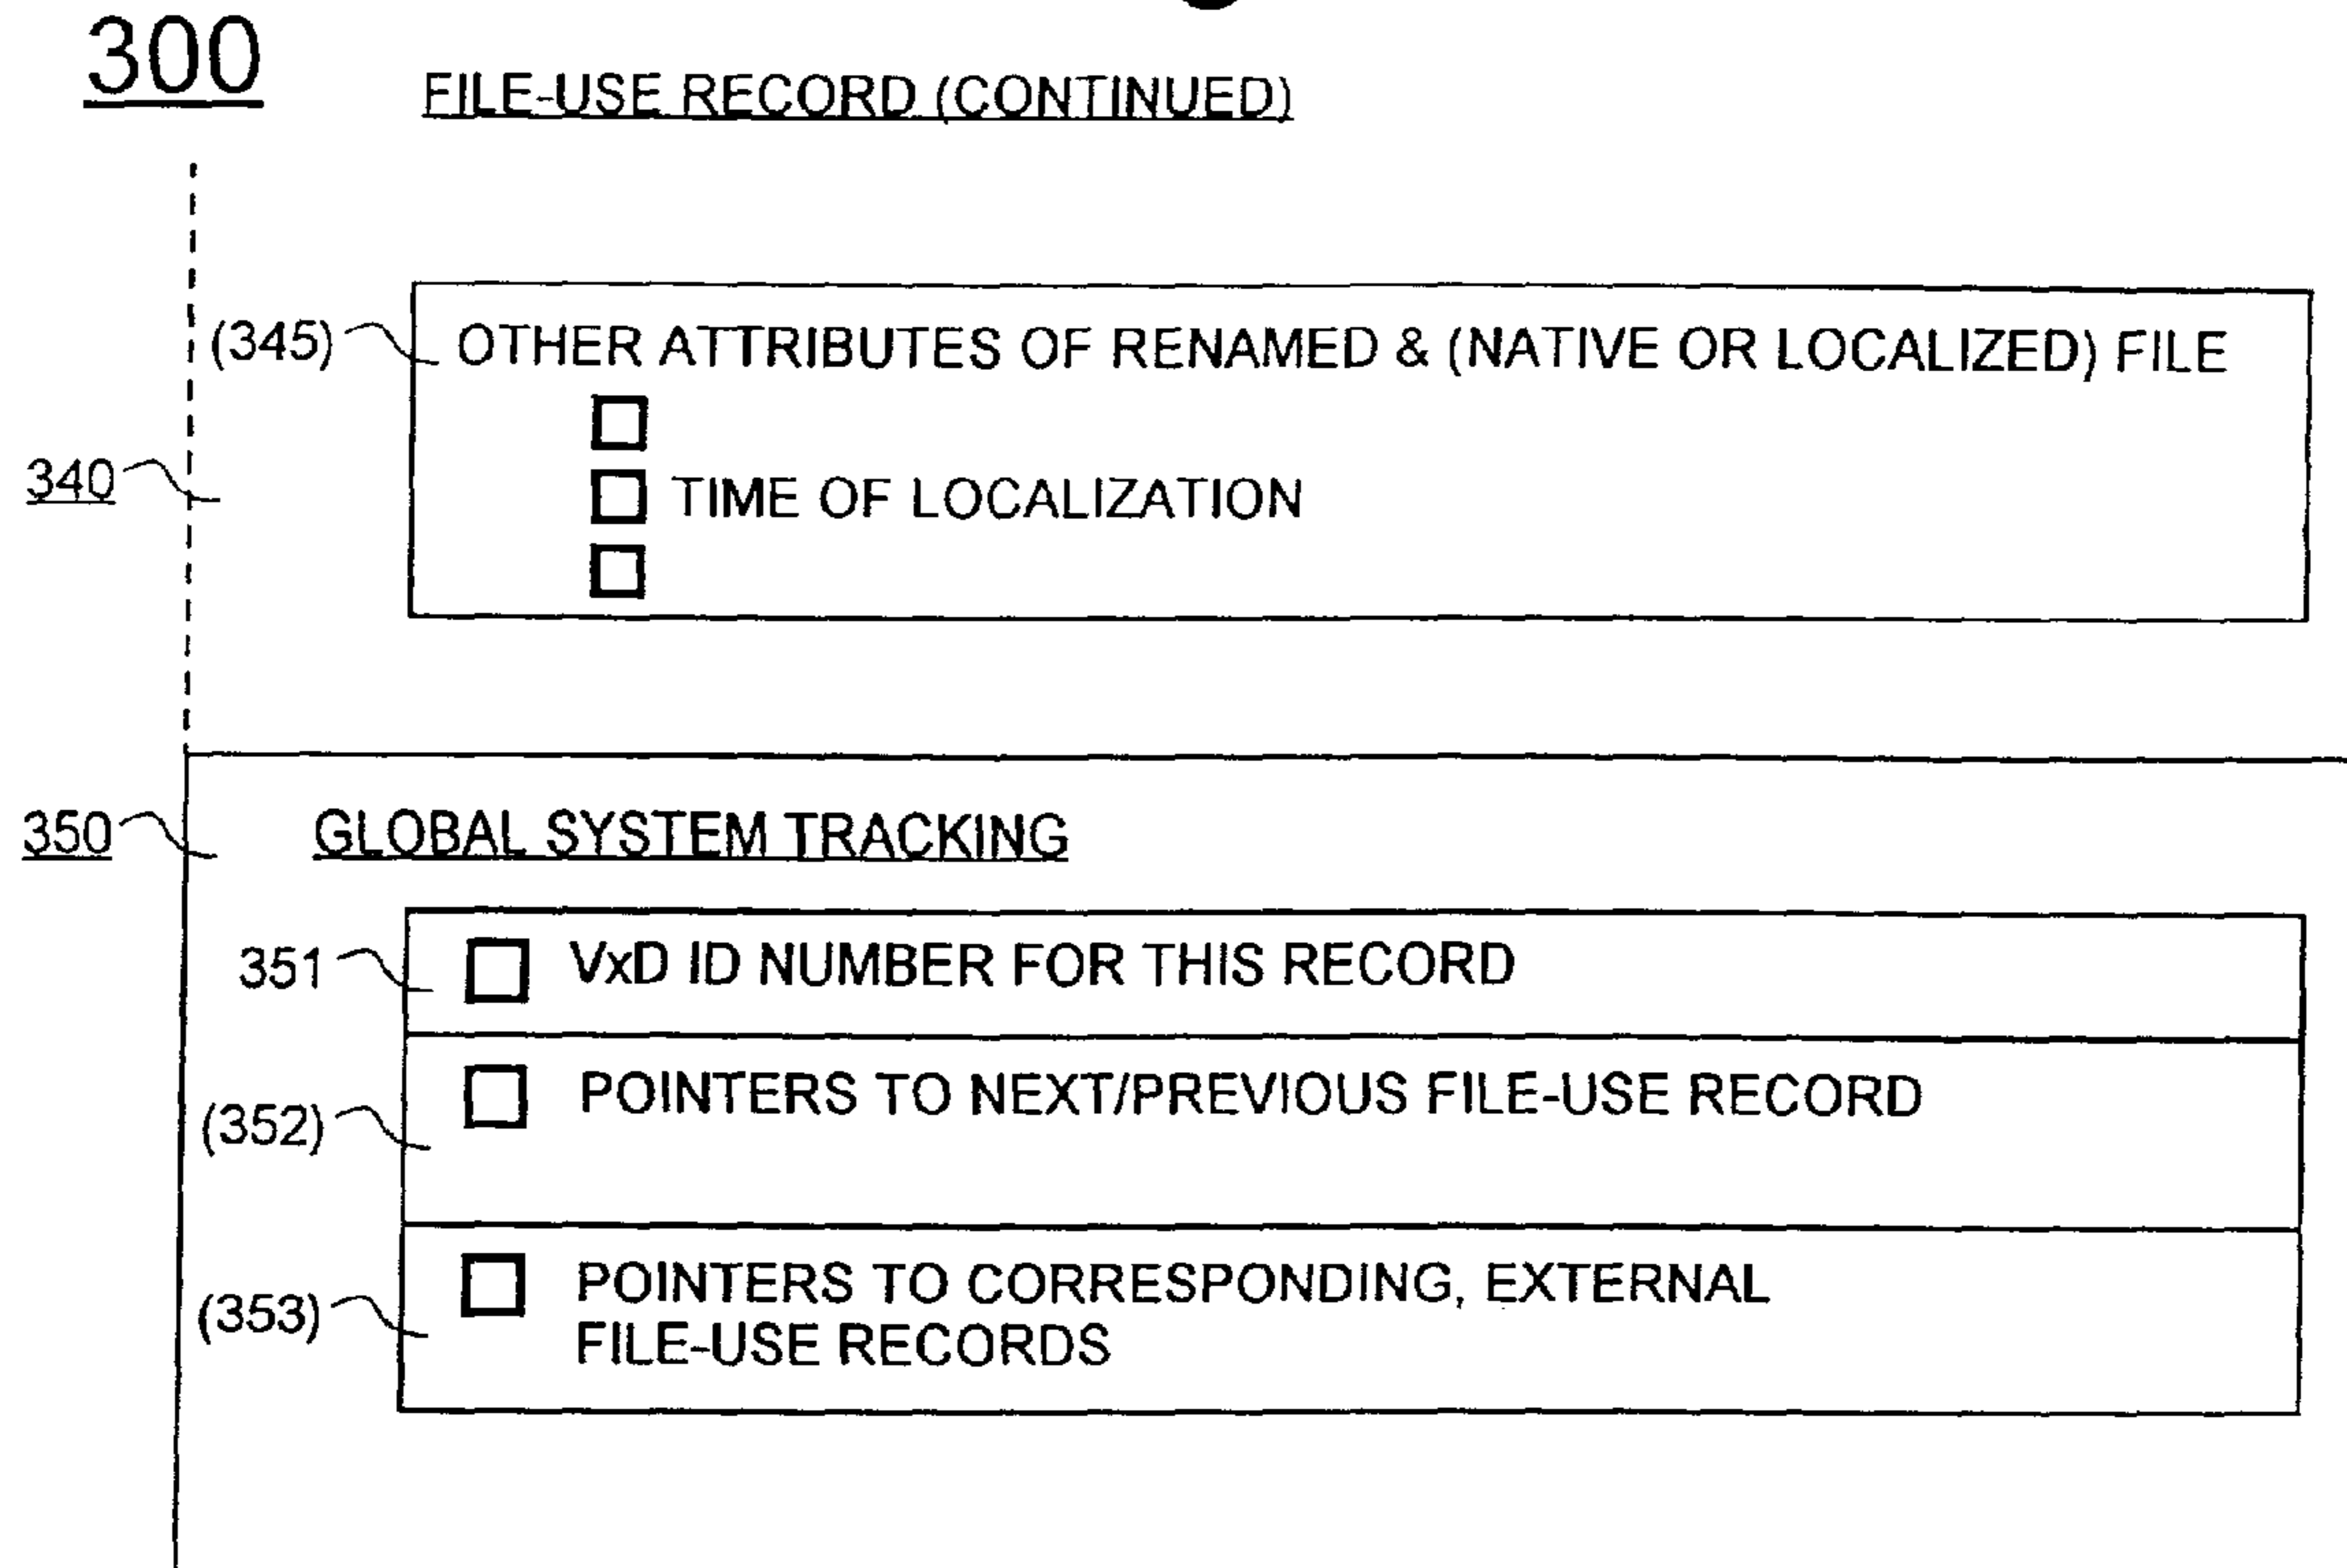 300
FILE-USE RECORD (CONTINUED)
(345) OTHER ATTRIBUTES OF RENAMED & (NATIVE OR LOCALIZED) FILE
340 TIME OF LOCALIZATION
350 GLOBAL SYSTEM TRACKING
351 VxD ID NUMBER FOR THIS RECORD
(352) POINTERS TO NEXT/PREVIOUS FILE-USE RECORD
(353) POINTERS TO CORRESPONDING, EXTERNAL
FILE-USE RECORDS